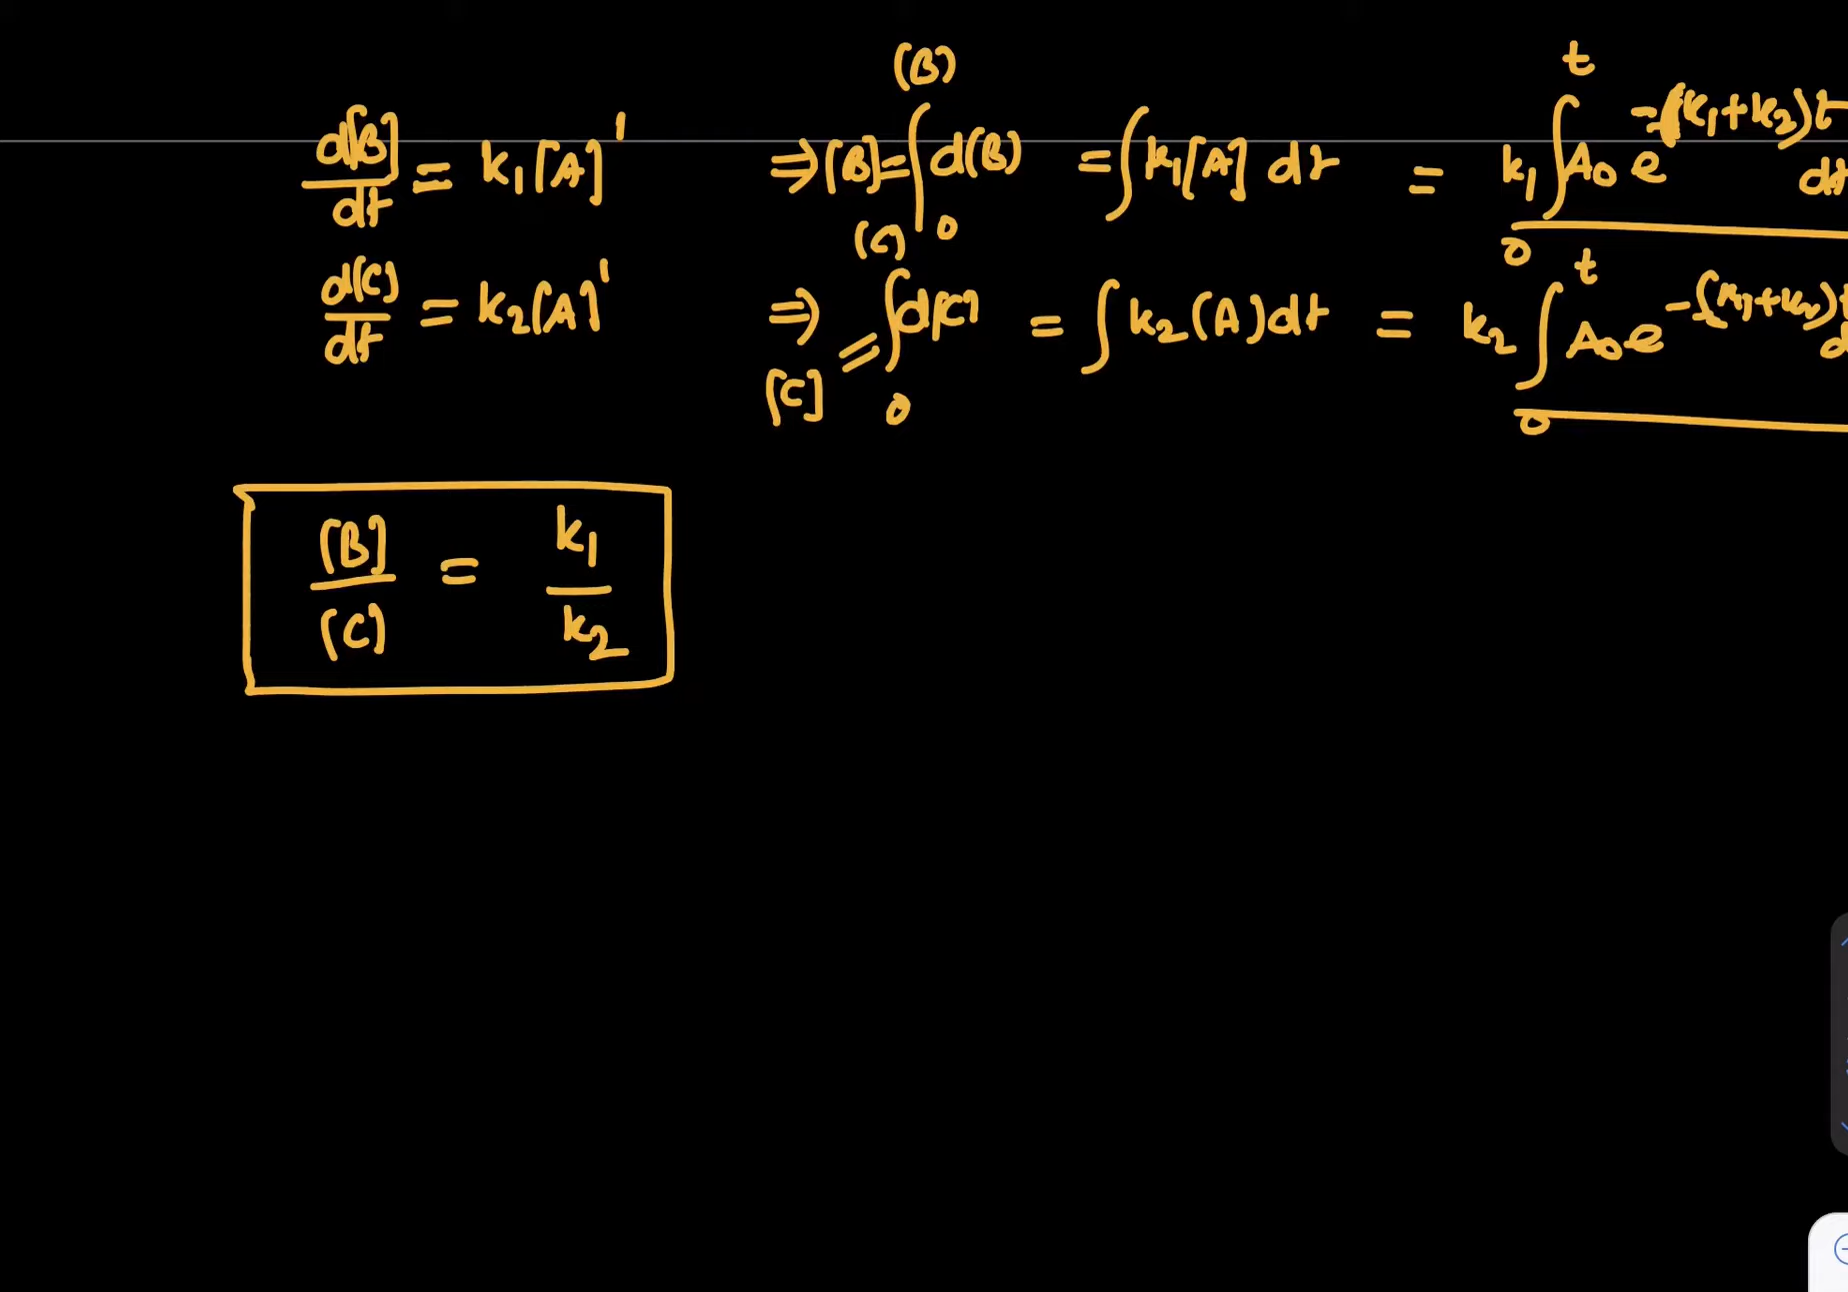 d[B]/dt = k₁[A]¹ ⇒ [B] = ∫₀^(B) d(B) = ∫ k₁[A] dt = k₁ ∫₀^t A₀ e^-(k₁+k₂)t dt
d(C)/dt = k₂[A]¹ ⇒ [C] = ∫₀^(C) d[C] = ∫ k₂(A)dt = k₂ ∫₀^t A₀ e^-(k₁+k₂)t d
[B]/(C) = k₁/k₂